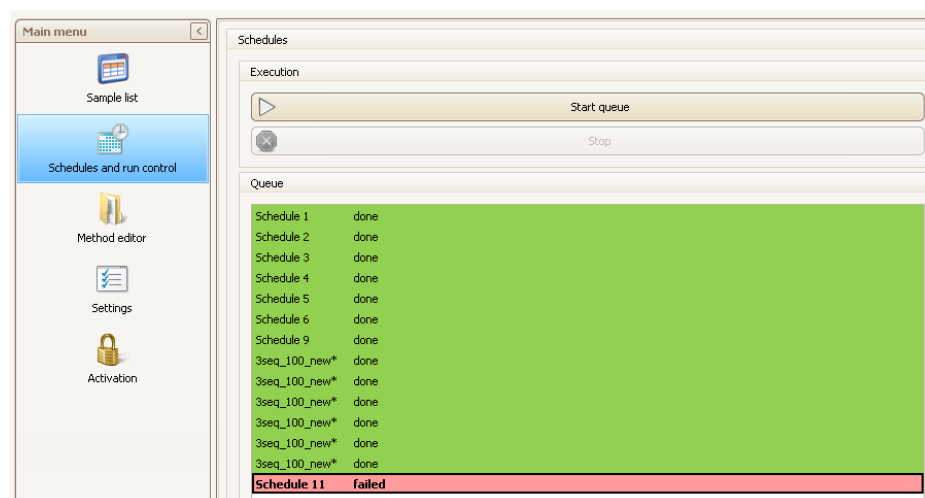 Main menu
Sample list
Schedules and run control
Method editor
Settings
Activation
Schedules
Execution
Start queue
Stop
Queue
Schedule 1 done
Schedule 2 done
Schedule 3 done
Schedule 4 done
Schedule 5 done
Schedule 6 done
Schedule 9 done
3seq_100_new* done
3seq_100_new* done
3seq_100_new* done
3seq_100_new* done
3seq_100_new* done
3seq_100_new* done
Schedule 11 failed